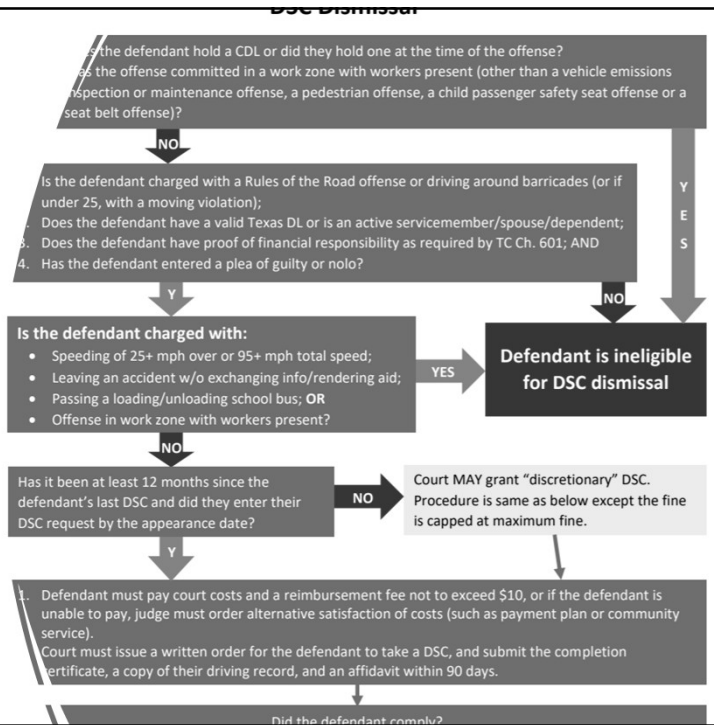 DSC Dismissal
the defendant hold a CDL or did they hold one at the time of the offense?
the offense committed in a work zone with workers present (other than a vehicle emissions
inspection or maintenance offense, a pedestrian offense, a child passenger safety seat offense or a
seat belt offense)?
NO
YES
Is the defendant charged with a Rules of the Road offense or driving around barricades (or if
under 25, with a moving violation);
Does the defendant have a valid Texas DL or is an active servicemember/spouse/dependent;
3. Does the defendant have proof of financial responsibility as required by TC Ch. 601; AND
4. Has the defendant entered a plea of guilty or nolo?
Y
NO
Is the defendant charged with:
• Speeding of 25+ mph over or 95+ mph total speed;
• Leaving an accident w/o exchanging info/rendering aid;
• Passing a loading/unloading school bus; OR
• Offense in work zone with workers present?
YES
Defendant is ineligible
for DSC dismissal
NO
Has it been at least 12 months since the
defendant's last DSC and did they enter their
DSC request by the appearance date?
NO
Court MAY grant "discretionary" DSC.
Procedure is same as below except the fine
is capped at maximum fine.
Y
1. Defendant must pay court costs and a reimbursement fee not to exceed $10, or if the defendant is
unable to pay, judge must order alternative satisfaction of costs (such as payment plan or community
service).
Court must issue a written order for the defendant to take a DSC, and submit the completion
certificate, a copy of their driving record, and an affidavit within 90 days.
Did the defendant comply?